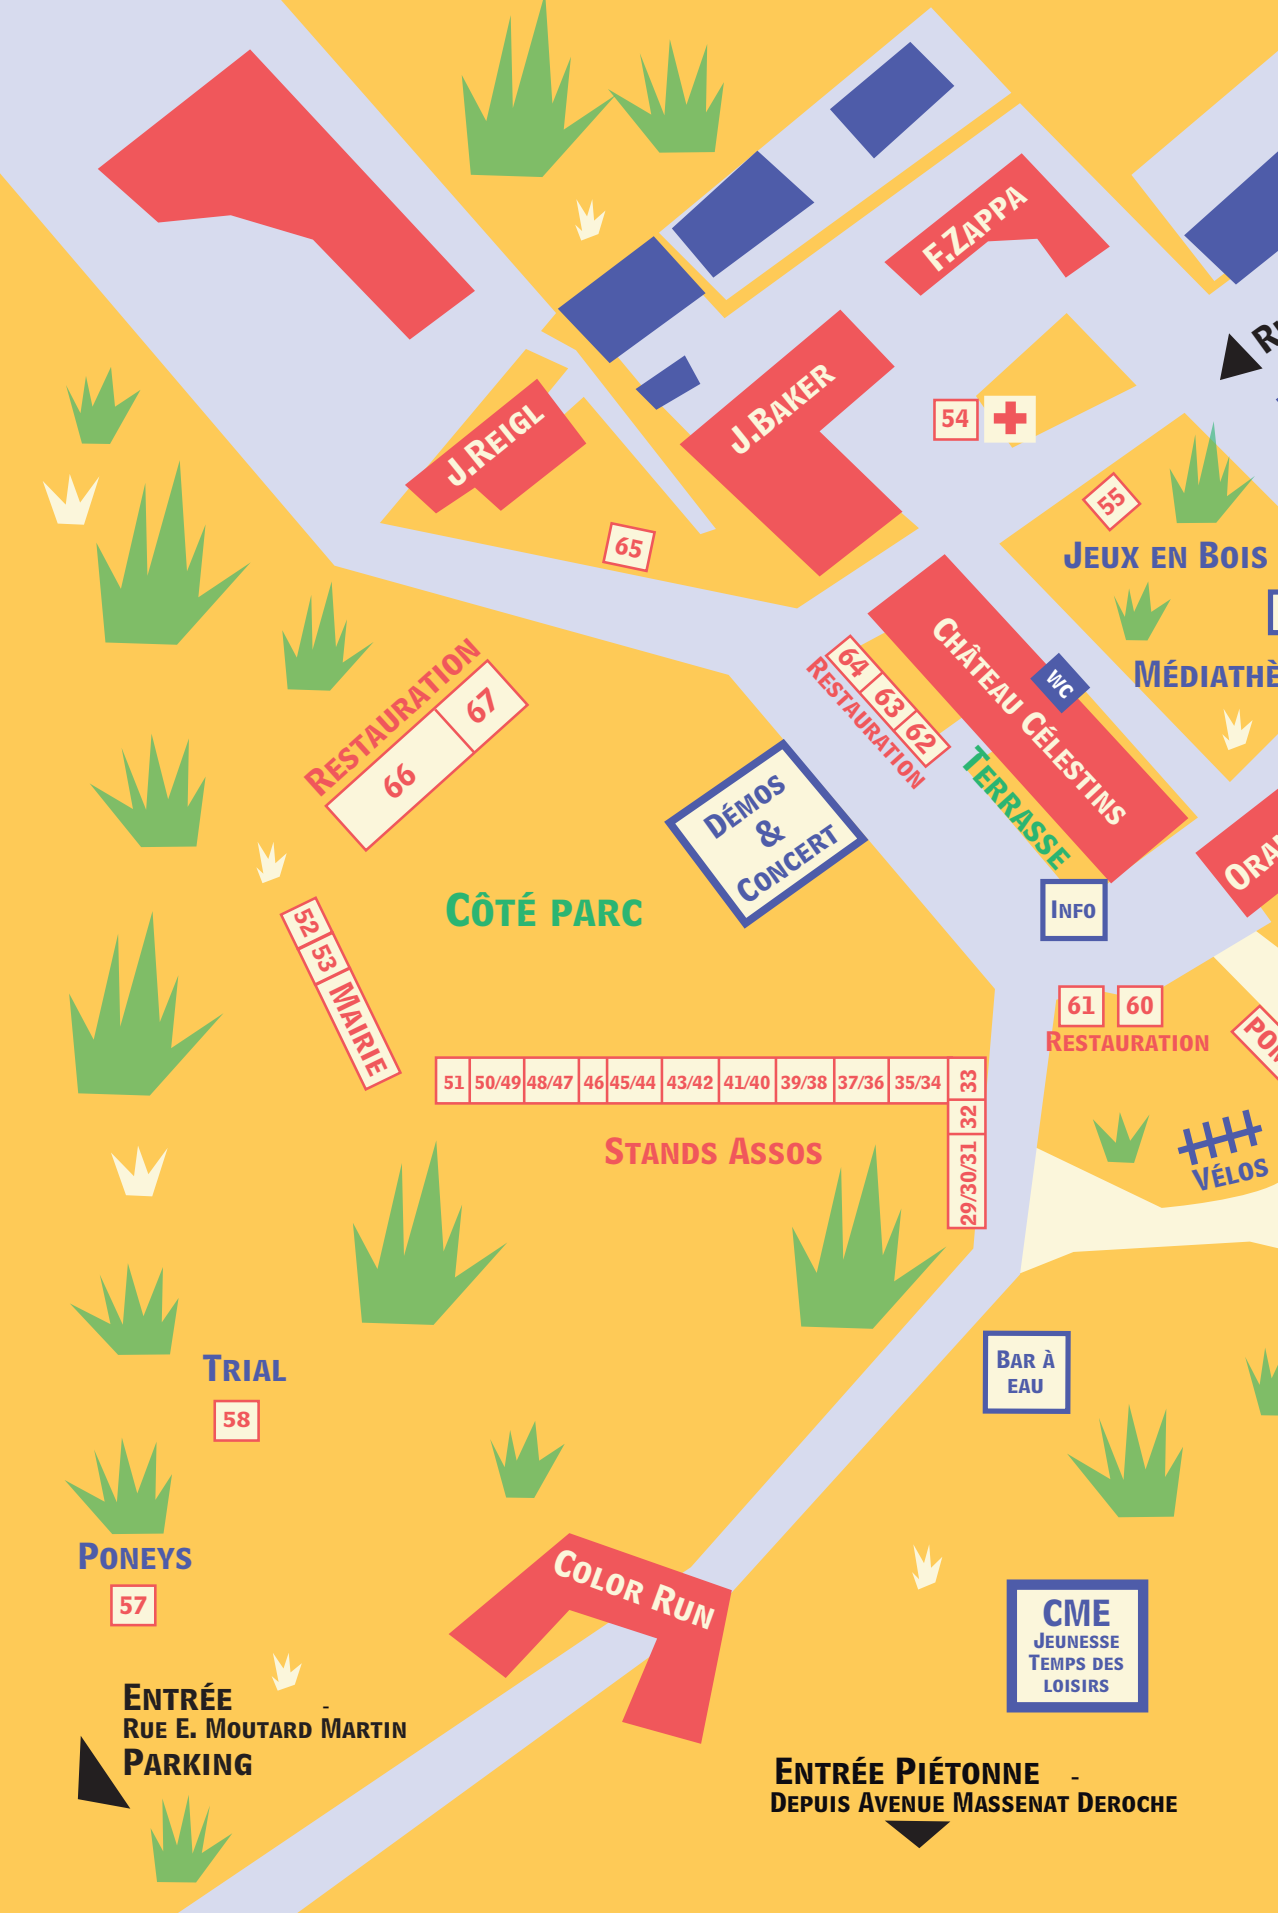 F.Zappa
J.Baker
J.Reigl
54
55
65
Jeux en Bois
Château Célestins
WC
64
63
62
Restauration
Restauration
67
66
Terrasse
Démos
&
Concert
Côté parc
Info
52
53
Mairie
61
60
Restauration
51
50/49
48/47
46
45/44
43/42
41/40
39/38
37/36
35/34
33
32
29/30/31
Stands Assos
Vélos
Bar à
eau
Trial
58
Poneys
57
Color Run
CME
Jeunesse
Temps des
loisirs
Entrée -
Rue E. Moutard Martin
Parking
Entrée Piétonne -
Depuis Avenue Massenat Deroche